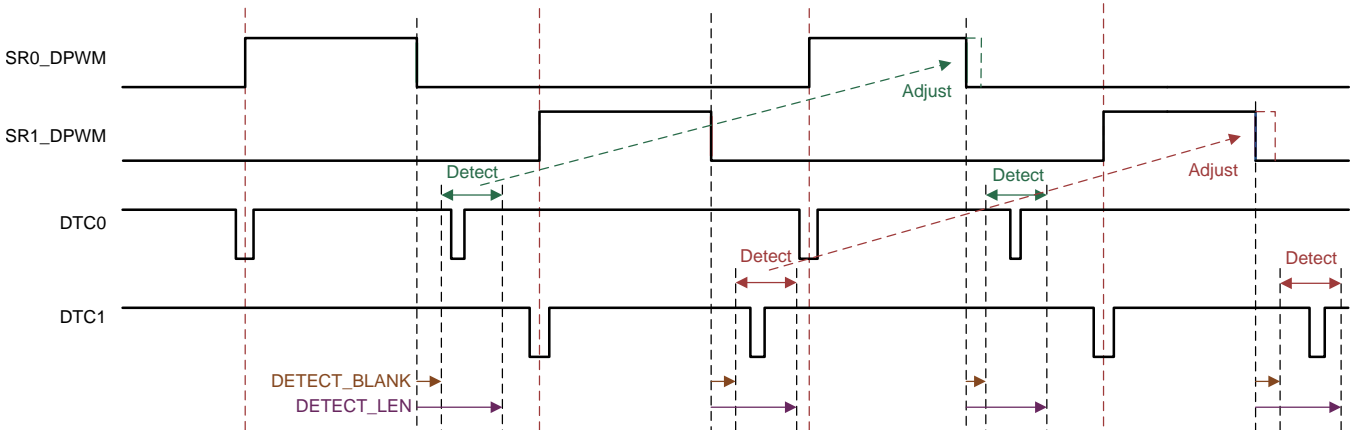 SR0_DPWM
Adjust
SR1_DPWM
Detect
Detect
Adjust
DTC0
Detect
Detect
DTC1
DETECT_BLANK
DETECT_LEN